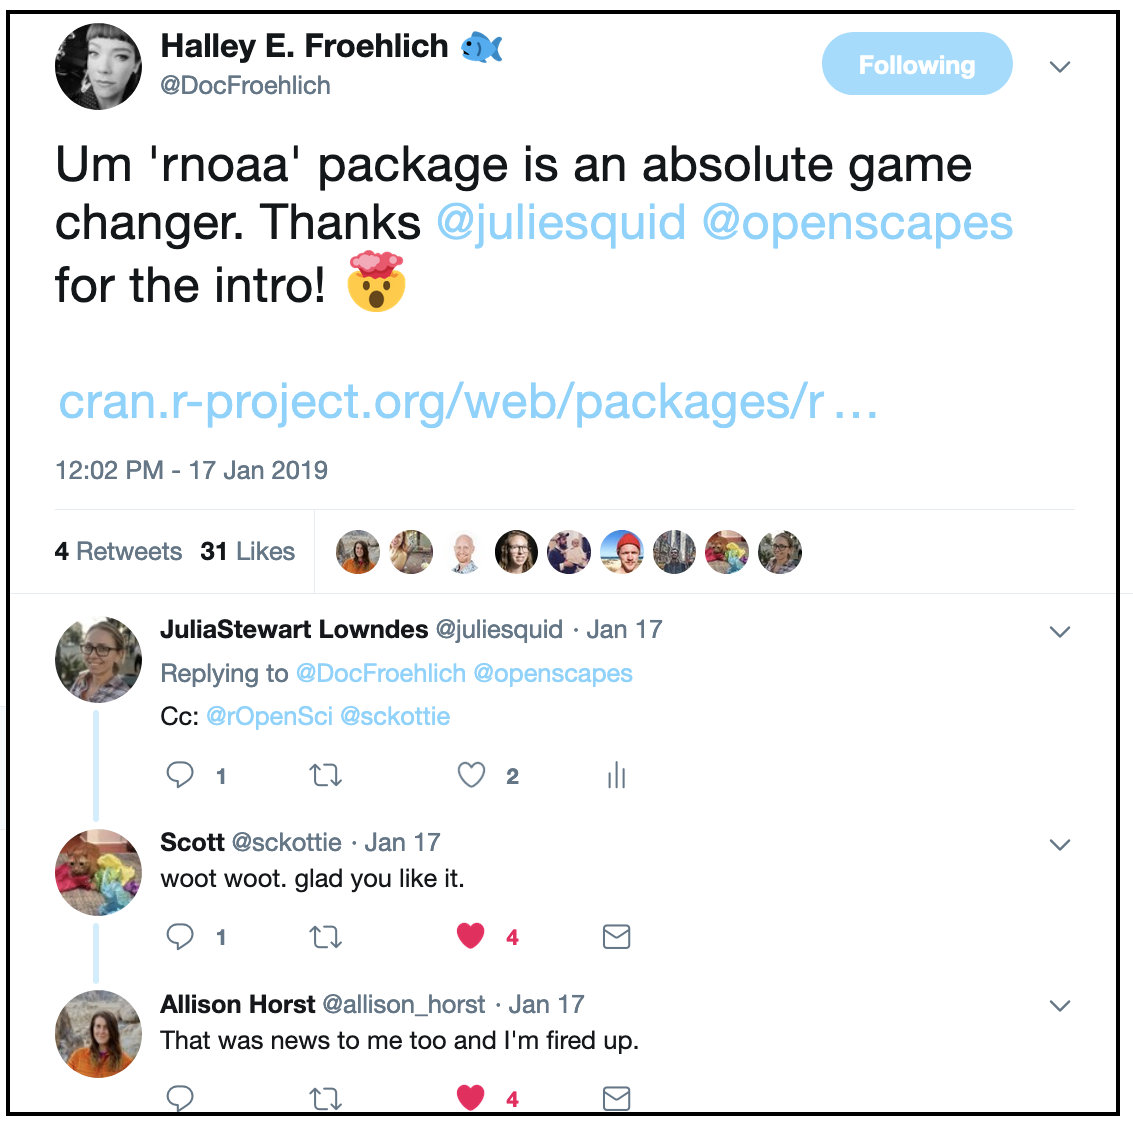 Halley E. Froehlich 🐟
@DocFroehlich
Following
Um 'rnoaa' package is an absolute game
changer. Thanks @juliesquid @openscapes
for the intro! 🤯
cran.r-project.org/web/packages/r…
12:02 PM - 17 Jan 2019
4 Retweets 31 Likes
JuliaStewart Lowndes @juliesquid · Jan 17
Replying to @DocFroehlich @openscapes
Cc: @rOpenSci @sckottie
1 2
Scott @sckottie · Jan 17
woot woot. glad you like it.
1 4
Allison Horst @allison_horst · Jan 17
That was news to me too and I'm fired up.
4